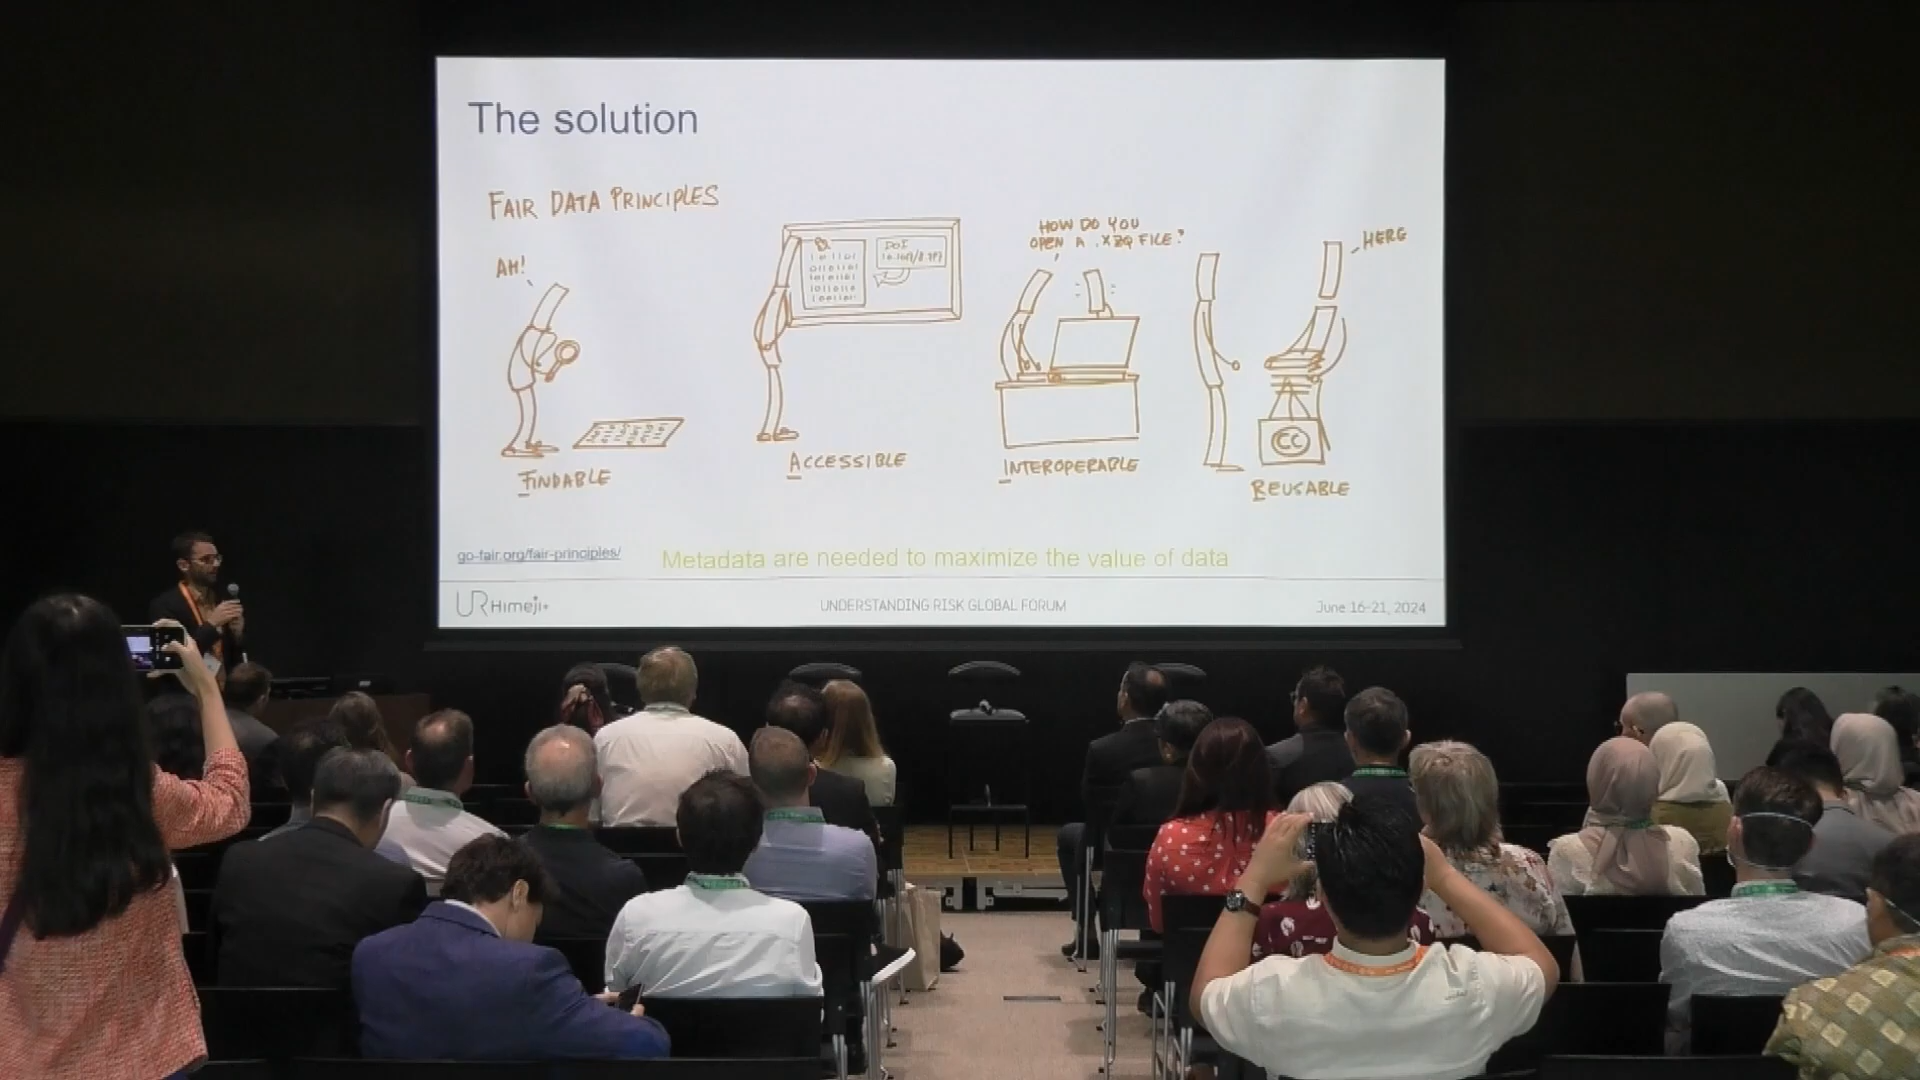 The solution
FAIR DATA PRINCIPLES
AH!
DOI
HOW DO YOU
OPEN A .XZQ FILE?
HERE
CC
FINDABLE
ACCESSIBLE
INTEROPERABLE
REUSABLE
go-fair.org/fair-principles/
Metadata are needed to maximize the value of data
URHimeji+
UNDERSTANDING RISK GLOBAL FORUM
June 16-21, 2024